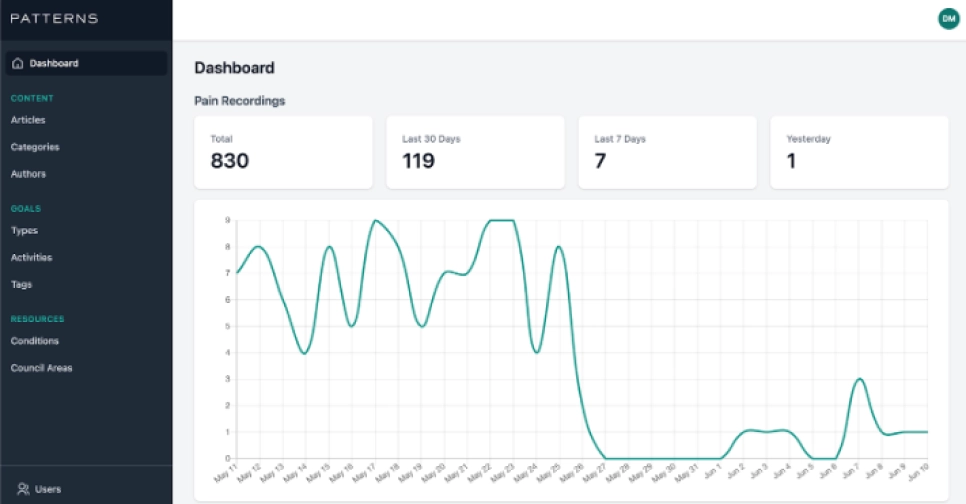 PATTERNS
DM
Dashboard
CONTENT
Articles
Categories
Authors
GOALS
Types
Activities
Tags
RESOURCES
Conditions
Council Areas
Users
Dashboard
Pain Recordings
Total
830
Last 30 Days
119
Last 7 Days
7
Yesterday
1
9
8
7
6
5
4
3
2
1
0
May 11 May 12 May 13 May 14 May 15 May 16 May 17 May 18 May 19 May 20 May 21 May 22 May 23 May 24 May 25 May 26 May 27 May 28 May 29 May 30 May 31 Jun 1 Jun 2 Jun 3 Jun 4 Jun 5 Jun 6 Jun 7 Jun 8 Jun 9 Jun 10